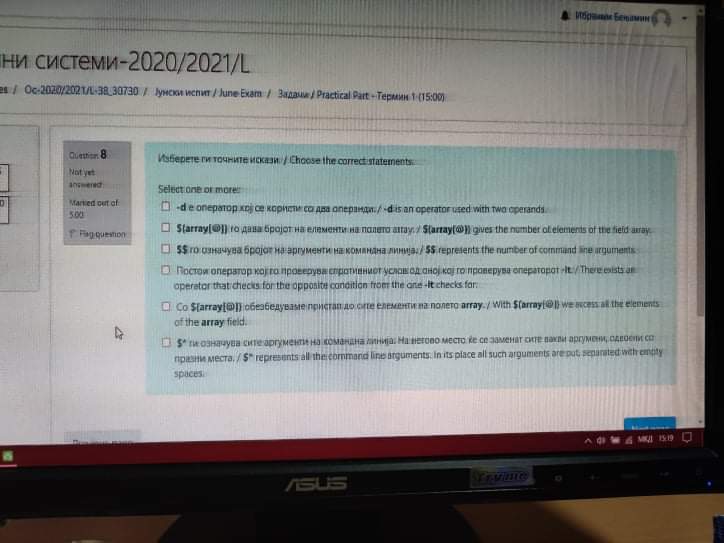 Ибраими Бењамин
ни системи-2020/2021/L
es / Ос-2020/2021/L-38_30730 / Јунски испит / June Exam / Задачи / Practical Part - Термин 1 (15:00)
Question 8
Not yet
answered
Marked out of
5.00
Flag question
Изберете ги точните искази. / Choose the correct statements.
Select one or more:
-d е оператор кој се користи со два операнди. / -d is an operator used with two operands.
${array[@]} го дава бројот на елементи на полето array. / ${array[@]} gives the number of elements of the field array.
$$ го означува бројот на аргументи на командна линија. / $$ represents the number of command line arguments.
Постои оператор кој го проверува спротивниот услов од оној кој го проверува операторот -lt. / There exists an
operator that checks for the opposite condition from the one -lt checks for.
Со ${array[@]} обезбедуваме пристап до сите елементи на полето array. / With ${array[@]} we access all the elements
of the array field.
$* ги означува сите аргументи на командна линија. На негово место ќе се заменат сите вакви аргумени, одвоени со
празни места. / $* represents all the command line arguments. In its place all such arguments are put, separated with empty
spaces.
Next page
МКД 15:19
ASUS